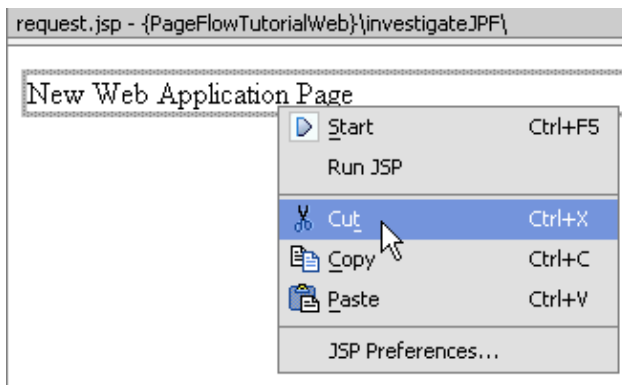 request.jsp - {PageFlowTutorialWeb}\investigateJPF\
New Web Application Page
Start Ctrl+F5
Run JSP
Cut Ctrl+X
Copy Ctrl+C
Paste Ctrl+V
JSP Preferences...